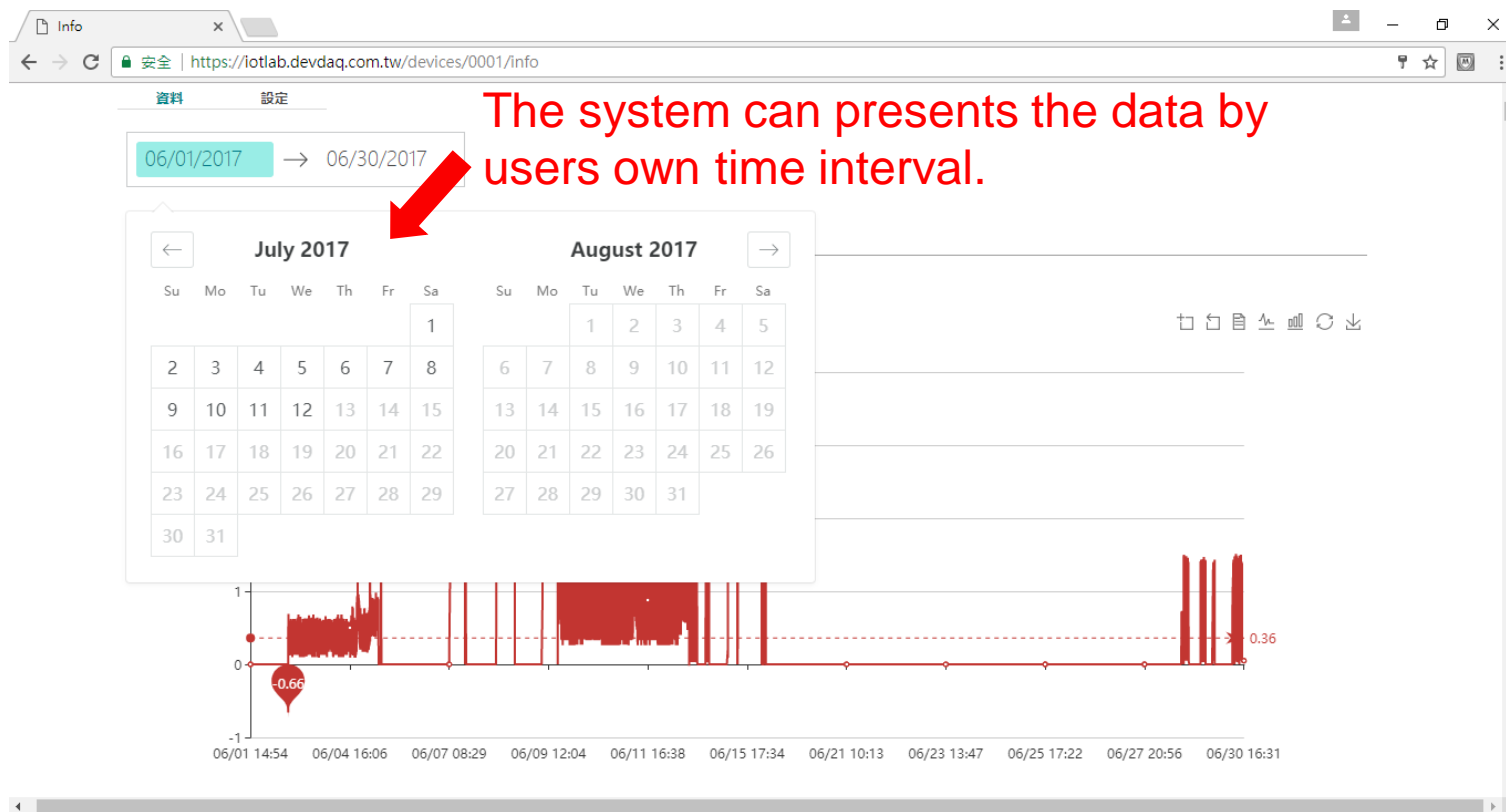 Info
安全 | https://iotlab.devdaq.com.tw/devices/0001/info
資料 設定
The system can presents the data by
users own time interval.
06/01/2017 → 06/30/2017
July 2017
Su Mo Tu We Th Fr Sa
1
2 3 4 5 6 7 8
9 10 11 12 13 14 15
16 17 18 19 20 21 22
23 24 25 26 27 28 29
30 31
August 2017
Su Mo Tu We Th Fr Sa
1 2 3 4 5
6 7 8 9 10 11 12
13 14 15 16 17 18 19
20 21 22 23 24 25 26
27 28 29 30 31
1
0.36
0
-0.66
-1
06/01 14:54 06/04 16:06 06/07 08:29 06/09 12:04 06/11 16:38 06/15 17:34 06/21 10:13 06/23 13:47 06/25 17:22 06/27 20:56 06/30 16:31